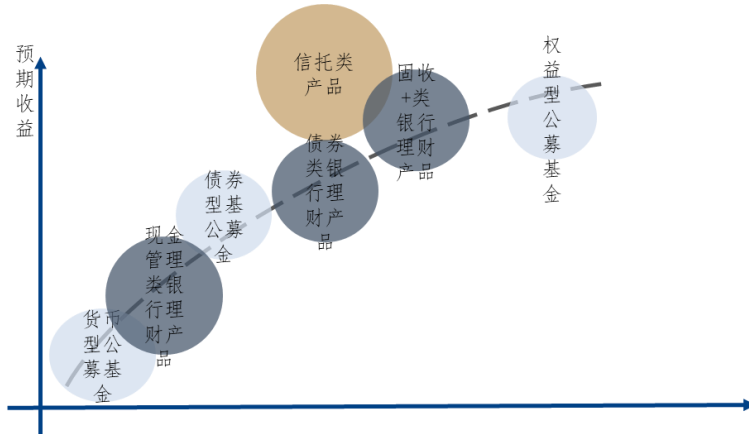 预
期
收
益
信托类
产品
固收
+类
银行
理财
产品
权
益
型公
募基
金
债券
类银
行理
财产
品
债券
型基
公募
金
现金
管理
类银
行理
财产
品
货币
型公
募基
金